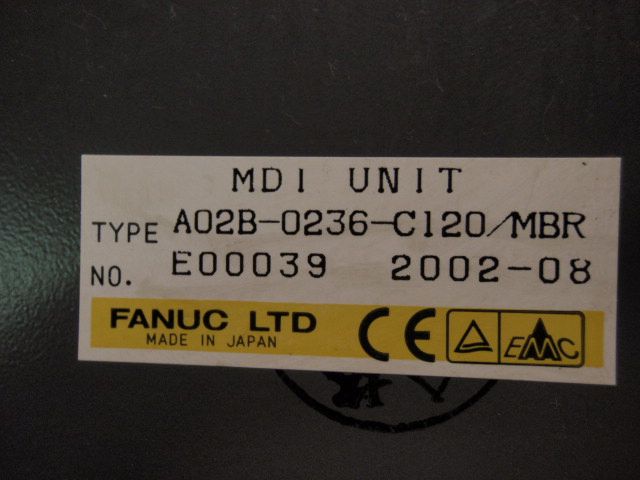 MDI UNIT
TYPE A02B-0236-C120/MBR
NO. E00039 2002-08
FANUC LTD
MADE IN JAPAN
CE
EMC